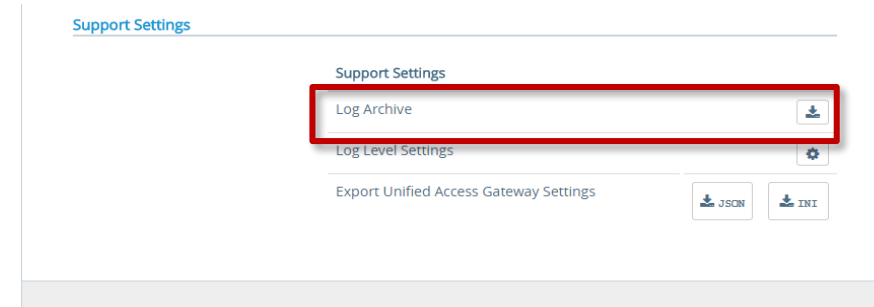 Support Settings
Support Settings
Log Archive
Log Level Settings
Export Unified Access Gateway Settings
JSON INI